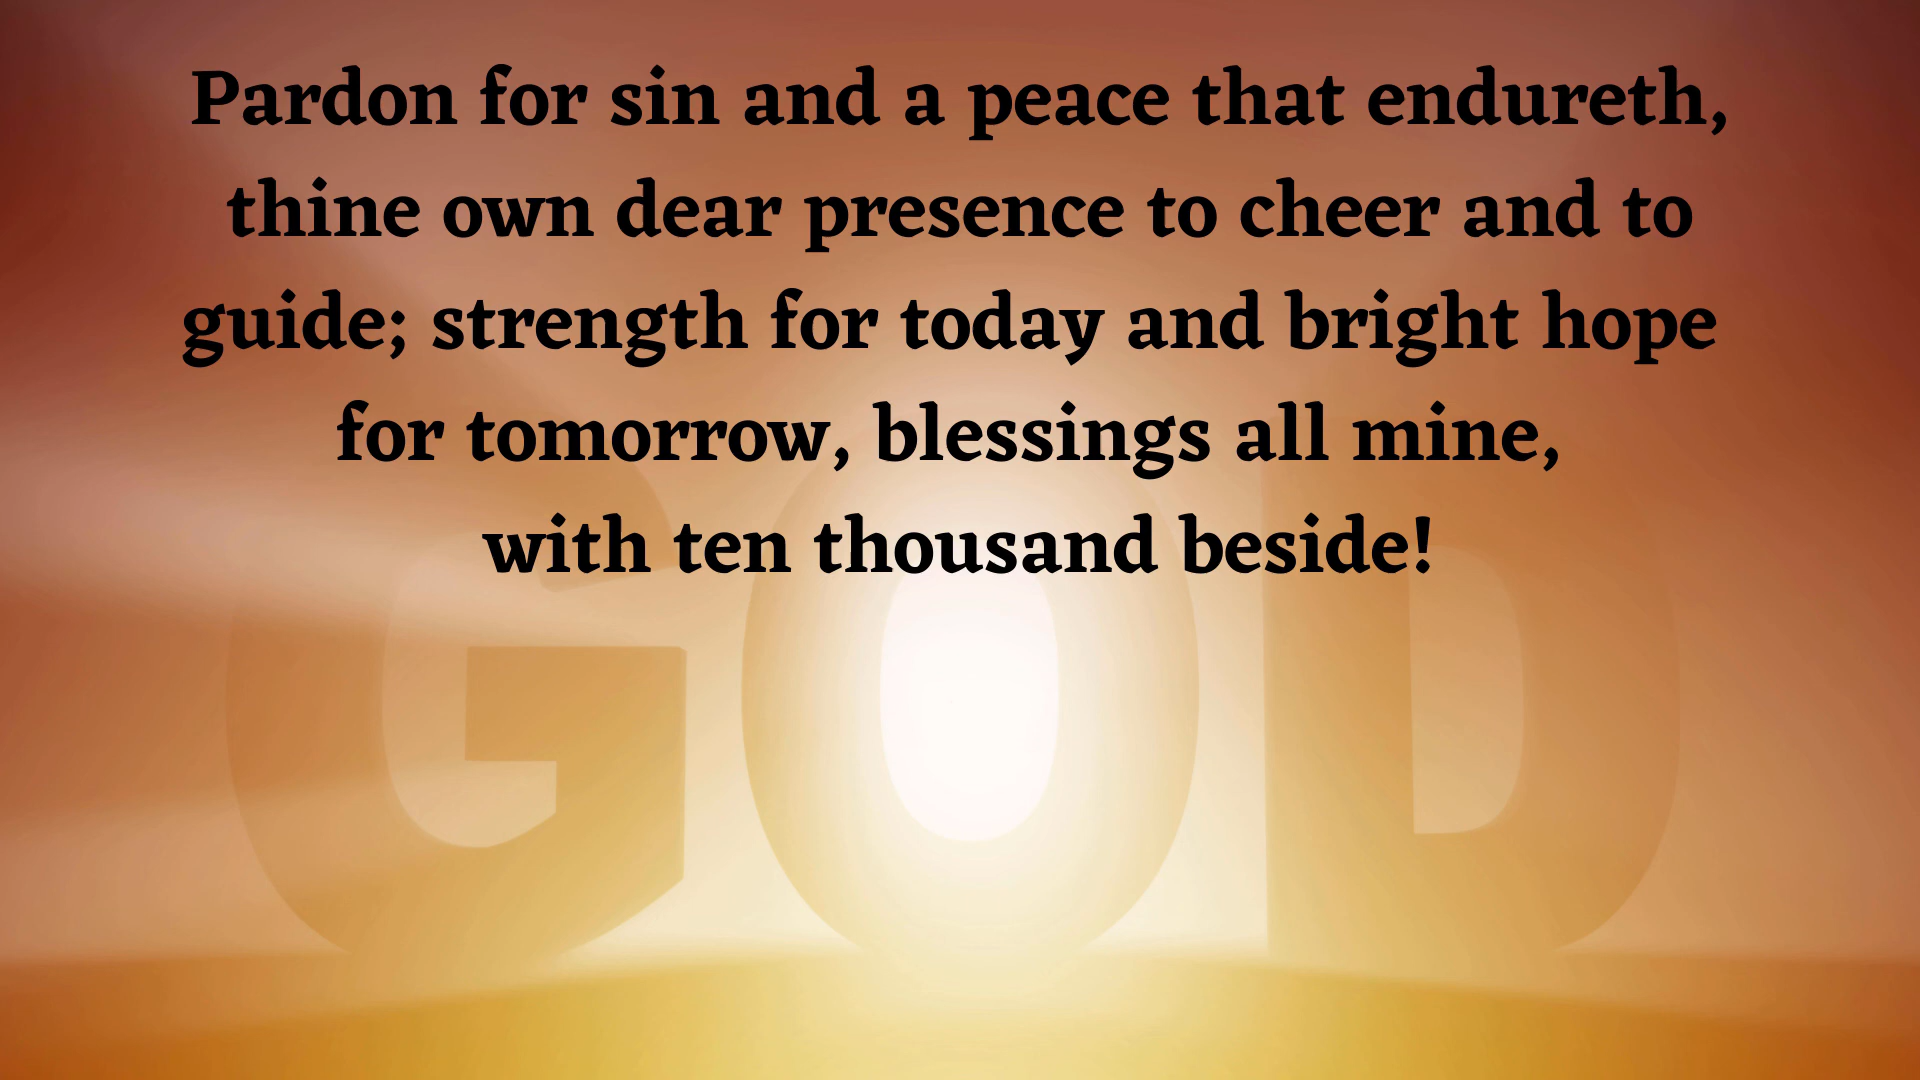 Pardon for sin and a peace that endureth,
thine own dear presence to cheer and to
guide; strength for today and bright hope
for tomorrow, blessings all mine,
with ten thousand beside!
GOD